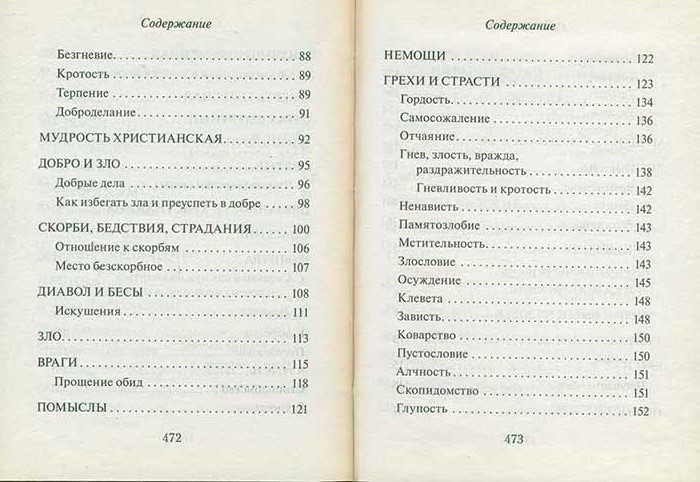 Содержание
Безгневие. . . . . . . . . . . . . . . . . . . . . . . . . . . 88
Кротость . . . . . . . . . . . . . . . . . . . . . . . . . . . 89
Терпение . . . . . . . . . . . . . . . . . . . . . . . . . . . 89
Доброделание. . . . . . . . . . . . . . . . . . . . . . . 91
МУДРОСТЬ ХРИСТИАНСКАЯ. . . . . . . . . . . . 92
ДОБРО И ЗЛО . . . . . . . . . . . . . . . . . . . . . . . . 95
Добрые дела . . . . . . . . . . . . . . . . . . . . . . . . 96
Как избегать зла и преуспеть в добре . . . . . 98
СКОРБИ, БЕДСТВИЯ, СТРАДАНИЯ. . . . . . . 100
Отношение к скорбям . . . . . . . . . . . . . . . . 106
Место безскорбное . . . . . . . . . . . . . . . . . . 107
ДИАВОЛ И БЕСЫ . . . . . . . . . . . . . . . . . . . . 108
Искушения . . . . . . . . . . . . . . . . . . . . . . . . 111
ЗЛО. . . . . . . . . . . . . . . . . . . . . . . . . . . . . . . 113
ВРАГИ . . . . . . . . . . . . . . . . . . . . . . . . . . . . 115
Прощение обид . . . . . . . . . . . . . . . . . . . . . 118
ПОМЫСЛЫ . . . . . . . . . . . . . . . . . . . . . . . . 121
472
Содержание
НЕМОЩИ . . . . . . . . . . . . . . . . . . . . . . . . . 122
ГРЕХИ И СТРАСТИ . . . . . . . . . . . . . . . . . . 123
Гордость. . . . . . . . . . . . . . . . . . . . . . . . . . 134
Самосожаление . . . . . . . . . . . . . . . . . . . . 136
Отчаяние. . . . . . . . . . . . . . . . . . . . . . . . . 136
Гнев, злость, вражда,
раздражительность. . . . . . . . . . . . . . . . . . 138
Гневливость и кротость . . . . . . . . . . . . . . 142
Ненависть . . . . . . . . . . . . . . . . . . . . . . . . 142
Памятозлобие . . . . . . . . . . . . . . . . . . . . . 143
Мстительность. . . . . . . . . . . . . . . . . . . . . 143
Злословие . . . . . . . . . . . . . . . . . . . . . . . . 143
Осуждение . . . . . . . . . . . . . . . . . . . . . . . 145
Клевета . . . . . . . . . . . . . . . . . . . . . . . . . . 148
Зависть. . . . . . . . . . . . . . . . . . . . . . . . . . . 148
Коварство . . . . . . . . . . . . . . . . . . . . . . . . 150
Пустословие . . . . . . . . . . . . . . . . . . . . . . 150
Алчность . . . . . . . . . . . . . . . . . . . . . . . . . 151
Скопидомство . . . . . . . . . . . . . . . . . . . . . 151
Глупость . . . . . . . . . . . . . . . . . . . . . . . . . 152
473